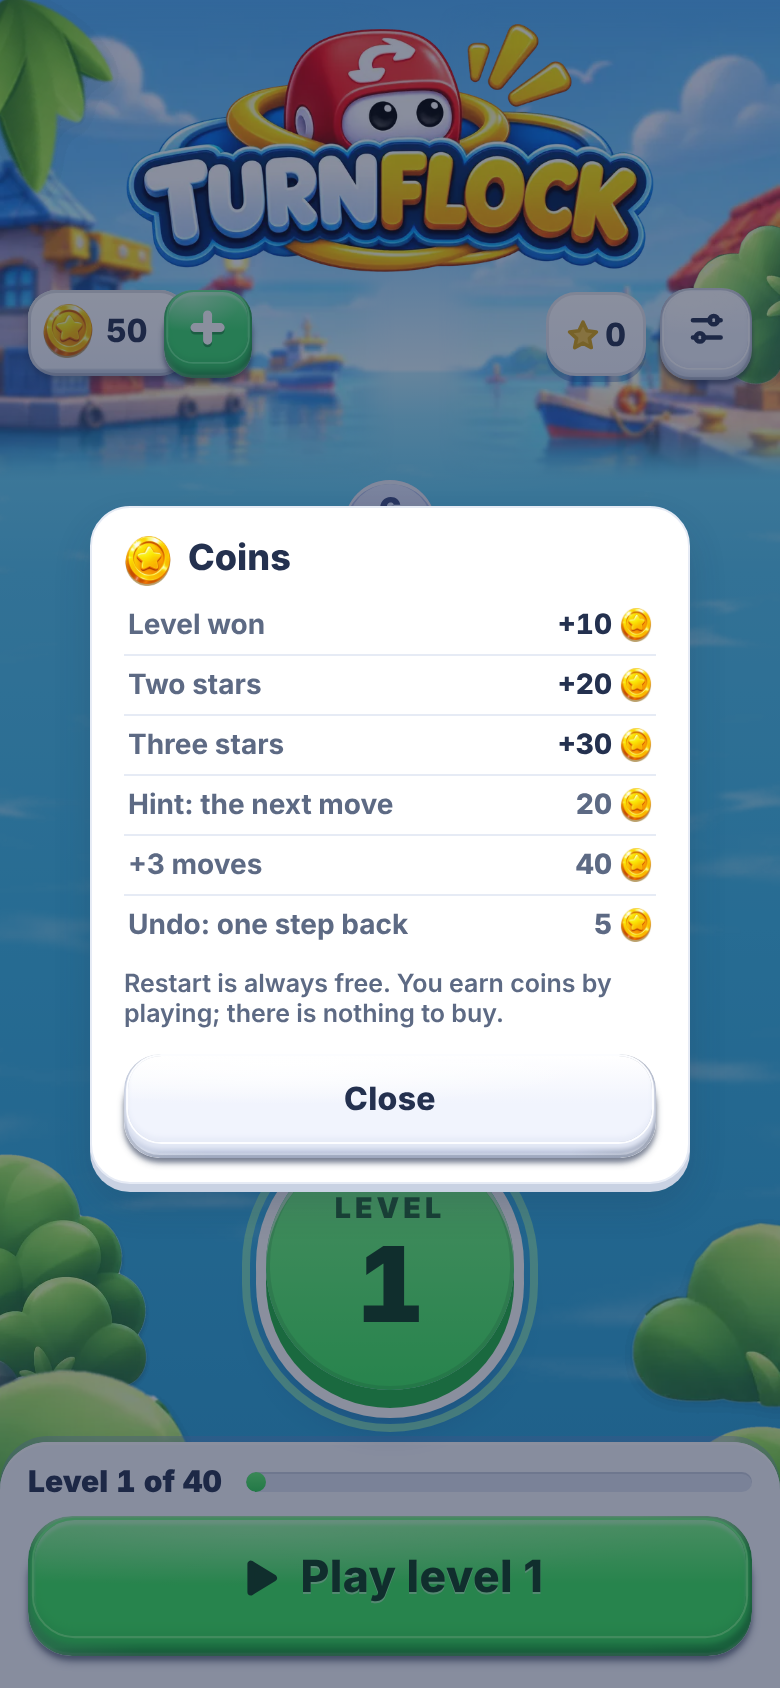 TURNFLOCK
50
0
Coins
Level won +10
Two stars +20
Three stars +30
Hint: the next move 20
+3 moves 40
Undo: one step back 5
Restart is always free. You earn coins by
playing; there is nothing to buy.
Close
LEVEL
1
Level 1 of 40
Play level 1